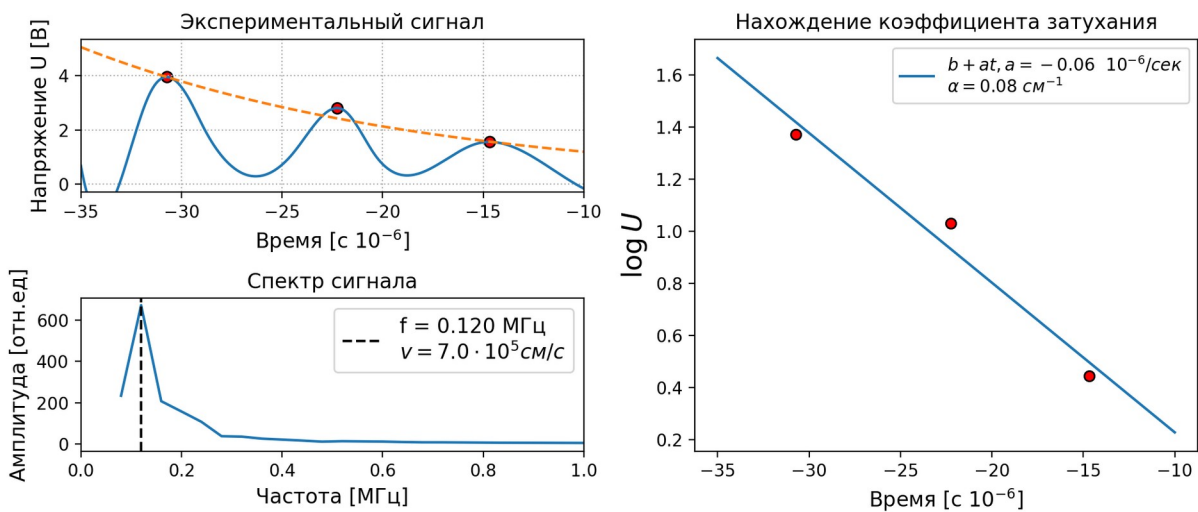 Экспериментальный сигнал
Напряжение U [В]
4
2
0
−35
−30
−25
−20
−15
−10
Время [с 10⁻⁶]
Спектр сигнала
Амплитуда [отн.ед]
600
400
200
0
f = 0.120 МГц
v = 7.0 · 10⁵см/с
0.0
0.2
0.4
0.6
0.8
1.0
Частота [МГц]
Нахождение коэффициента затухания
log U
1.6
1.4
1.2
1.0
0.8
0.6
0.4
0.2
b + at, a = −0.06 10⁻⁶/сек
α = 0.08 см⁻¹
−35
−30
−25
−20
−15
−10
Время [с 10⁻⁶]